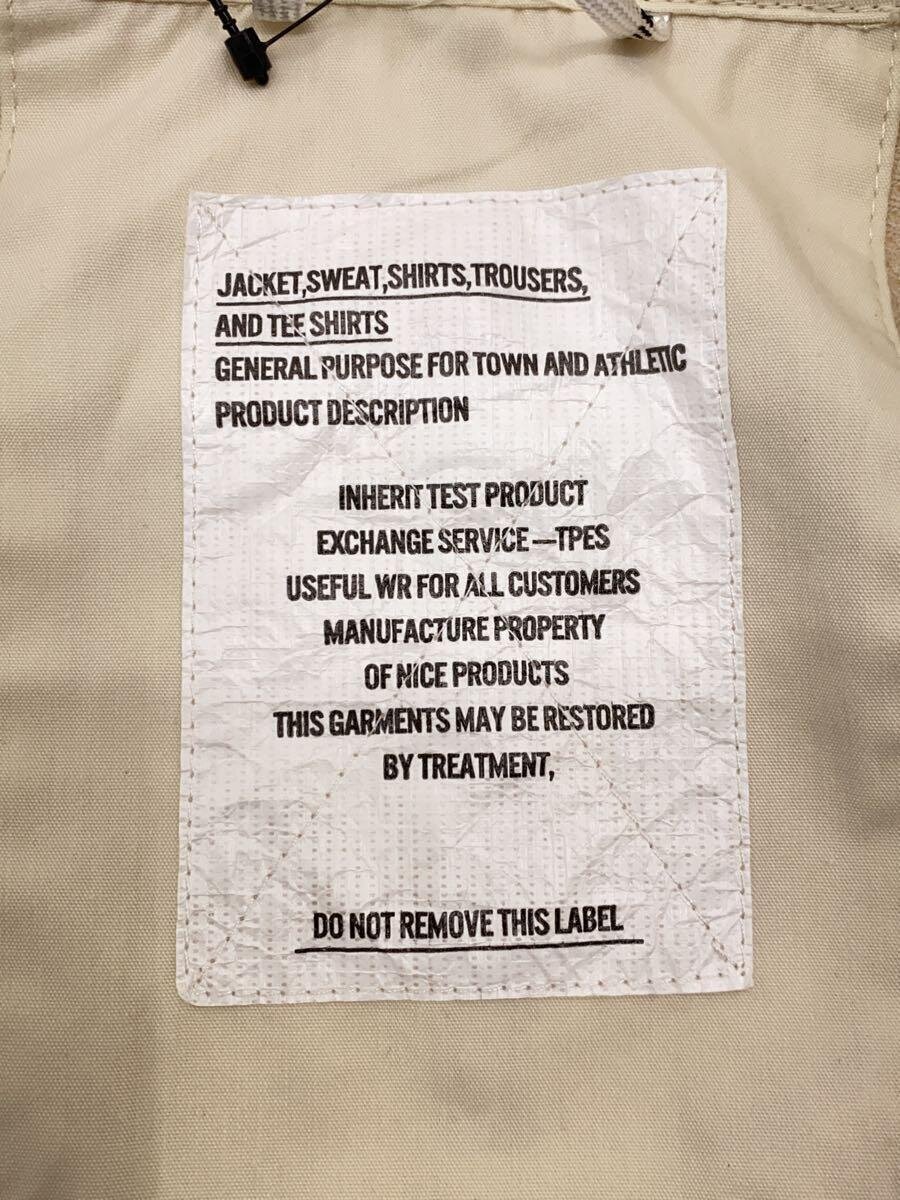 JACKET,SWEAT,SHIRTS,TROUSERS,
AND TEE SHIRTS
GENERAL PURPOSE FOR TOWN AND ATHLETIC
PRODUCT DESCRIPTION
INHERIT TEST PRODUCT
EXCHANGE SERVICE—TPES
USEFUL WR FOR ALL CUSTOMERS
MANUFACTURE PROPERTY
OF NICE PRODUCTS
THIS GARMENTS MAY BE RESTORED
BY TREATMENT,
DO NOT REMOVE THIS LABEL